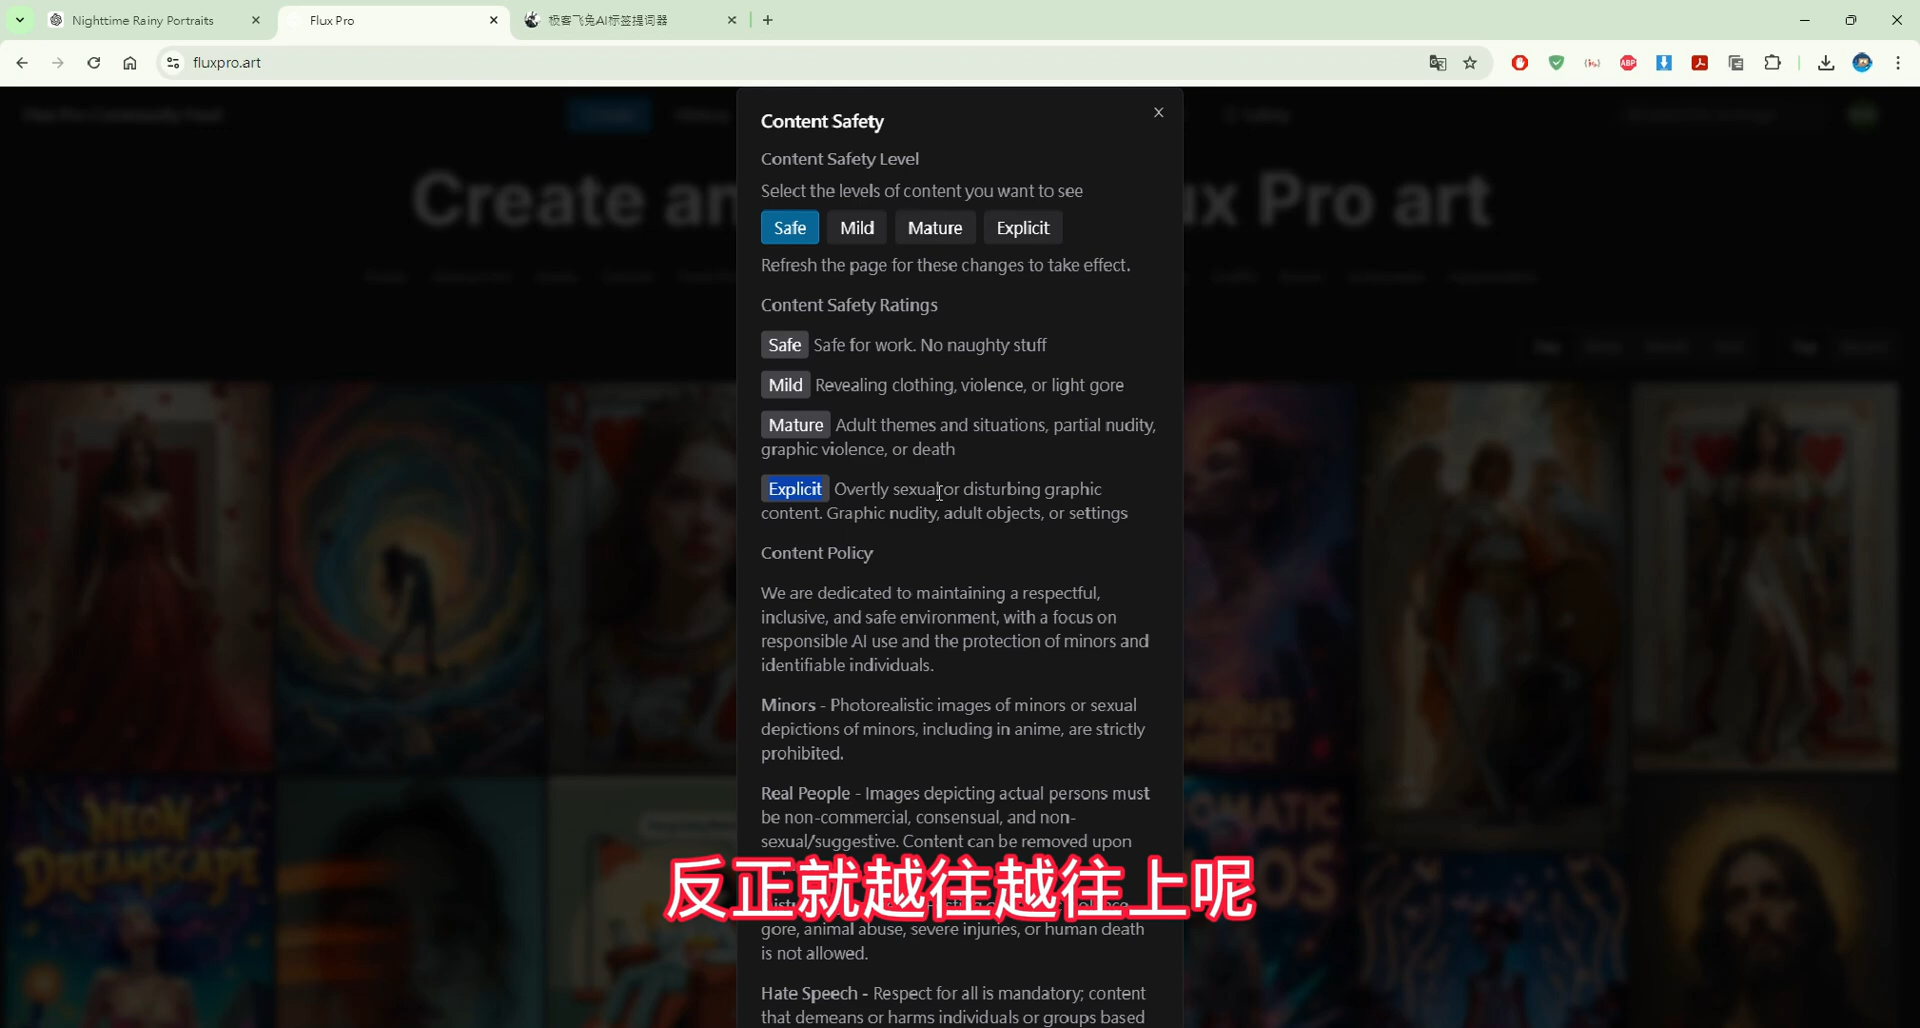 Nighttime Rainy Portraits
Flux Pro
极客飞兔AI标签提词器
fluxpro.art
ABP
Create an
ux Pro art
Content Safety
Content Safety Level
Select the levels of content you want to see
Safe Mild Mature Explicit
Refresh the page for these changes to take effect.
Content Safety Ratings
Safe Safe for work. No naughty stuff
Mild Revealing clothing, violence, or light gore
Mature Adult themes and situations, partial nudity,
graphic violence, or death
Explicit Overtly sexual or disturbing graphic
content. Graphic nudity, adult objects, or settings
Content Policy
We are dedicated to maintaining a respectful,
inclusive, and safe environment, with a focus on
responsible AI use and the protection of minors and
identifiable individuals.
Minors - Photorealistic images of minors or sexual
depictions of minors, including in anime, are strictly
prohibited.
Real People - Images depicting actual persons must
be non-commercial, consensual, and non-
sexual/suggestive. Content can be removed upon
反正就越往越往上呢
gore, animal abuse, severe injuries, or human death
is not allowed.
Hate Speech - Respect for all is mandatory; content
that demeans or harms individuals or groups based
NEON
DREAMSCAPE